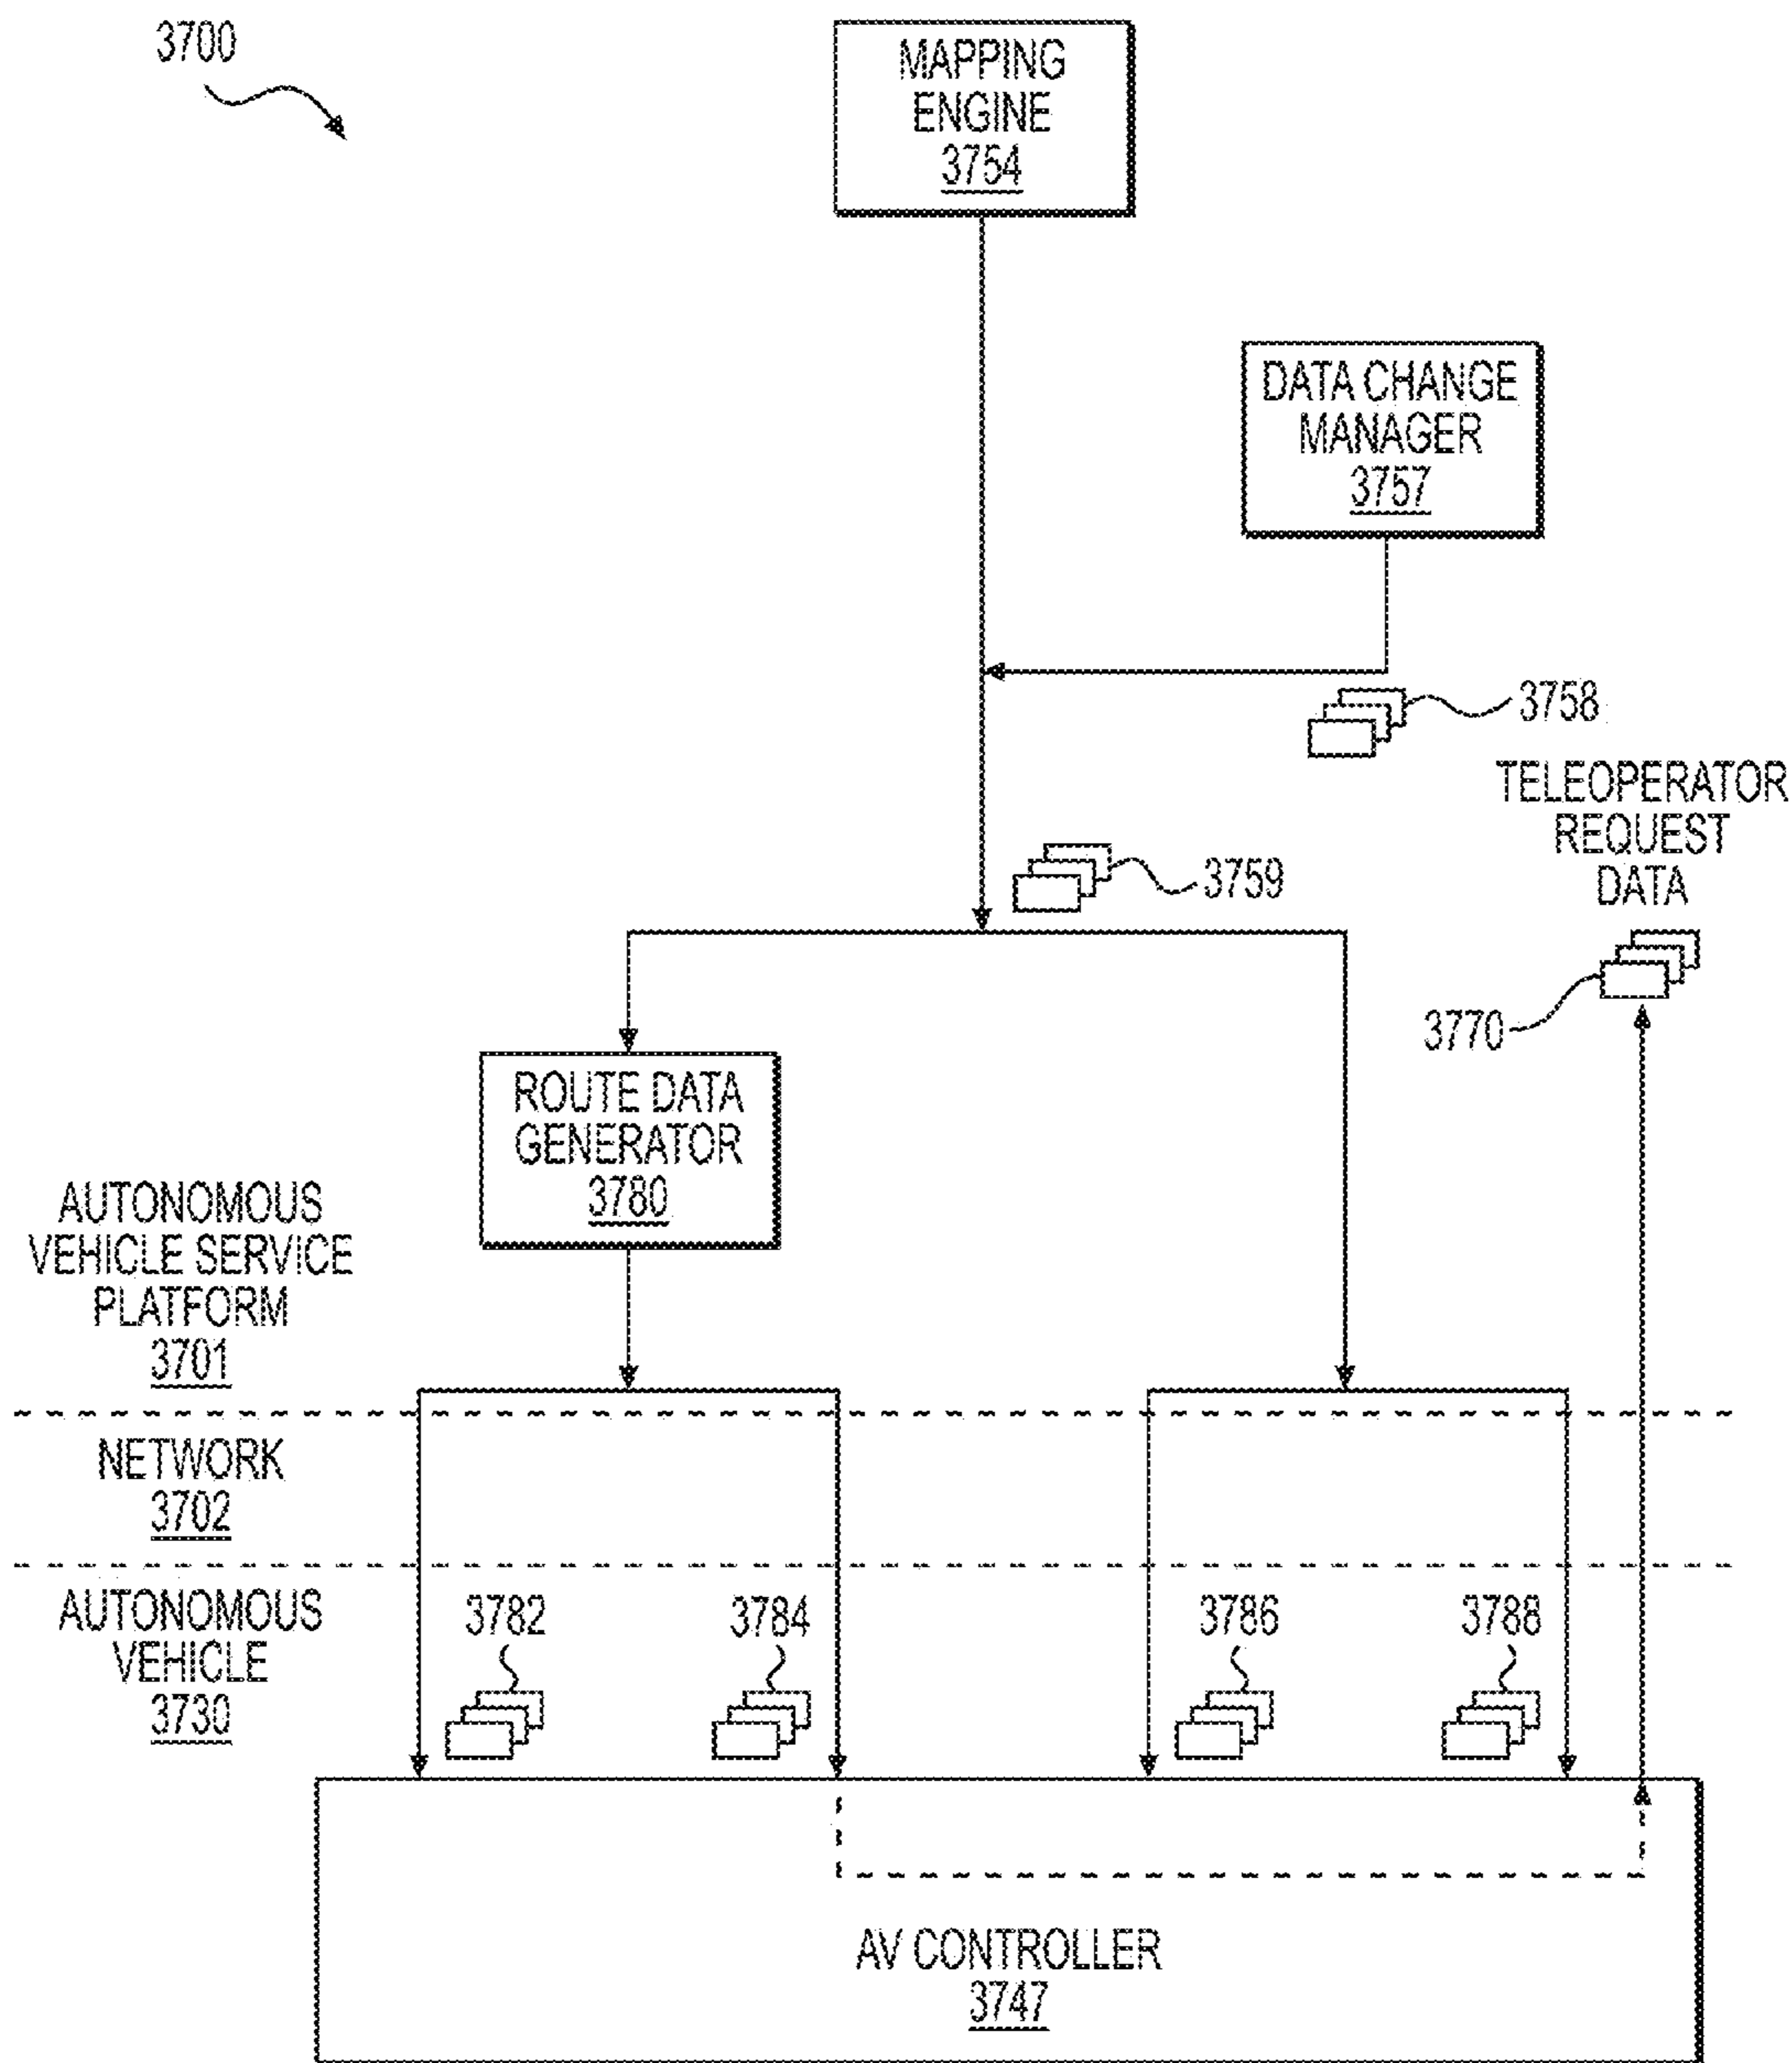 3700
MAPPING
ENGINE
3754
DATA CHANGE
MANAGER
3757
3758
TELEOPERATOR
REQUEST
DATA
3759
3770
ROUTE DATA
GENERATOR
3780
AUTONOMOUS
VEHICLE SERVICE
PLATFORM
3701
NETWORK
3702
AUTONOMOUS
VEHICLE
3730
3782
3784
3786
3788
AV CONTROLLER
3747